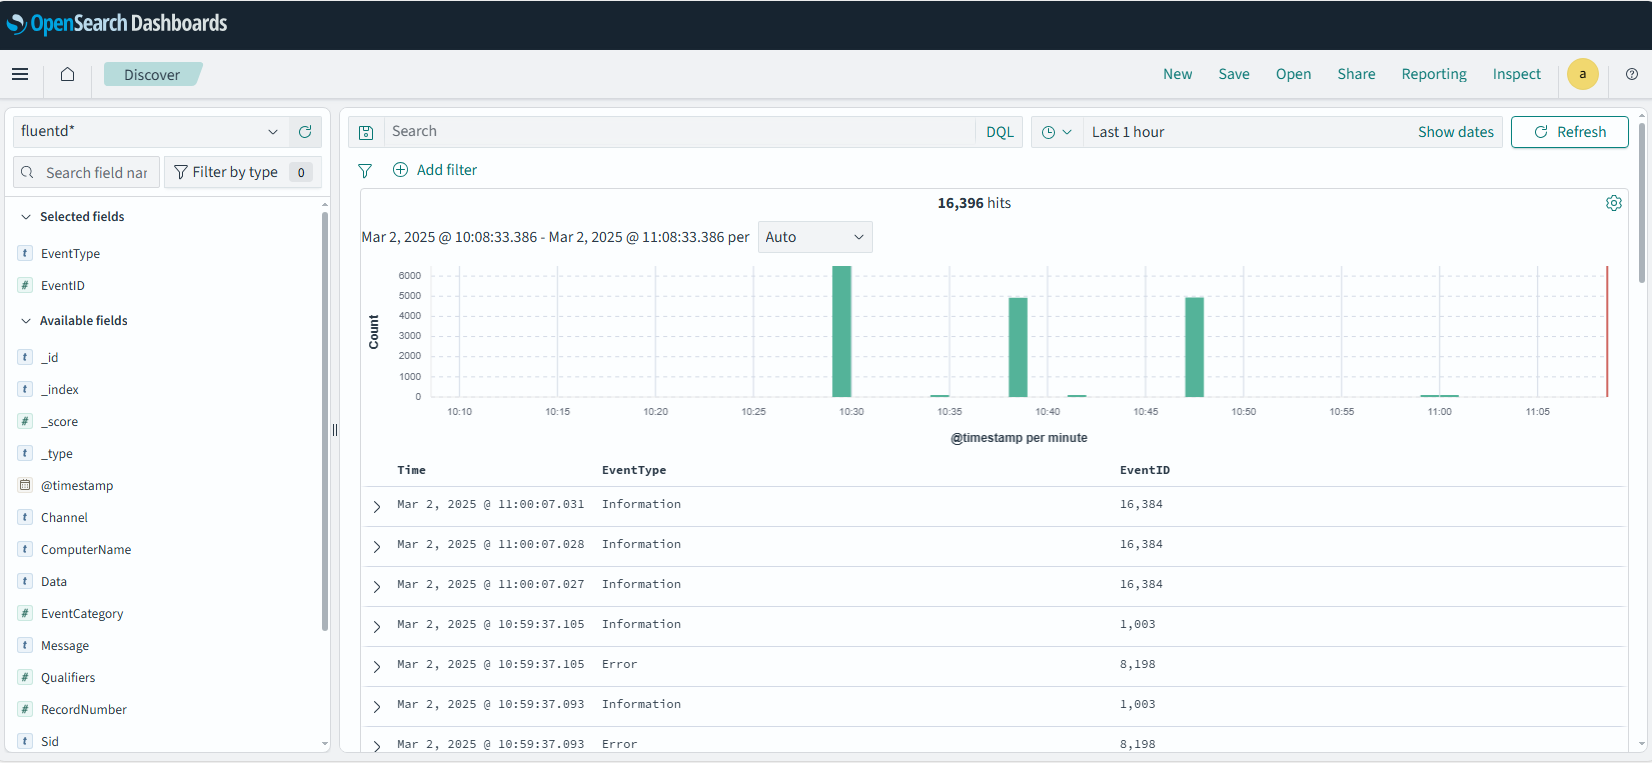 OpenSearch Dashboards
Discover
New Save Open Share Reporting Inspect a
fluentd*
Search field nar
Filter by type 0
Selected fields
t EventType
# EventID
Available fields
t _id
t _index
# _score
t _type
@timestamp
t Channel
t ComputerName
t Data
# EventCategory
t Message
# Qualifiers
# RecordNumber
t Sid
Search DQL
Last 1 hour Show dates Refresh
Add filter
16,396 hits
Mar 2, 2025 @ 10:08:33.386 - Mar 2, 2025 @ 11:08:33.386 per Auto
Count
6000
5000
4000
3000
2000
1000
0
10:10 10:15 10:20 10:25 10:30 10:35 10:40 10:45 10:50 10:55 11:00 11:05
@timestamp per minute
Time EventType EventID
Mar 2, 2025 @ 11:00:07.031 Information 16,384
Mar 2, 2025 @ 11:00:07.028 Information 16,384
Mar 2, 2025 @ 11:00:07.027 Information 16,384
Mar 2, 2025 @ 10:59:37.105 Information 1,003
Mar 2, 2025 @ 10:59:37.105 Error 8,198
Mar 2, 2025 @ 10:59:37.093 Information 1,003
Mar 2, 2025 @ 10:59:37.093 Error 8,198